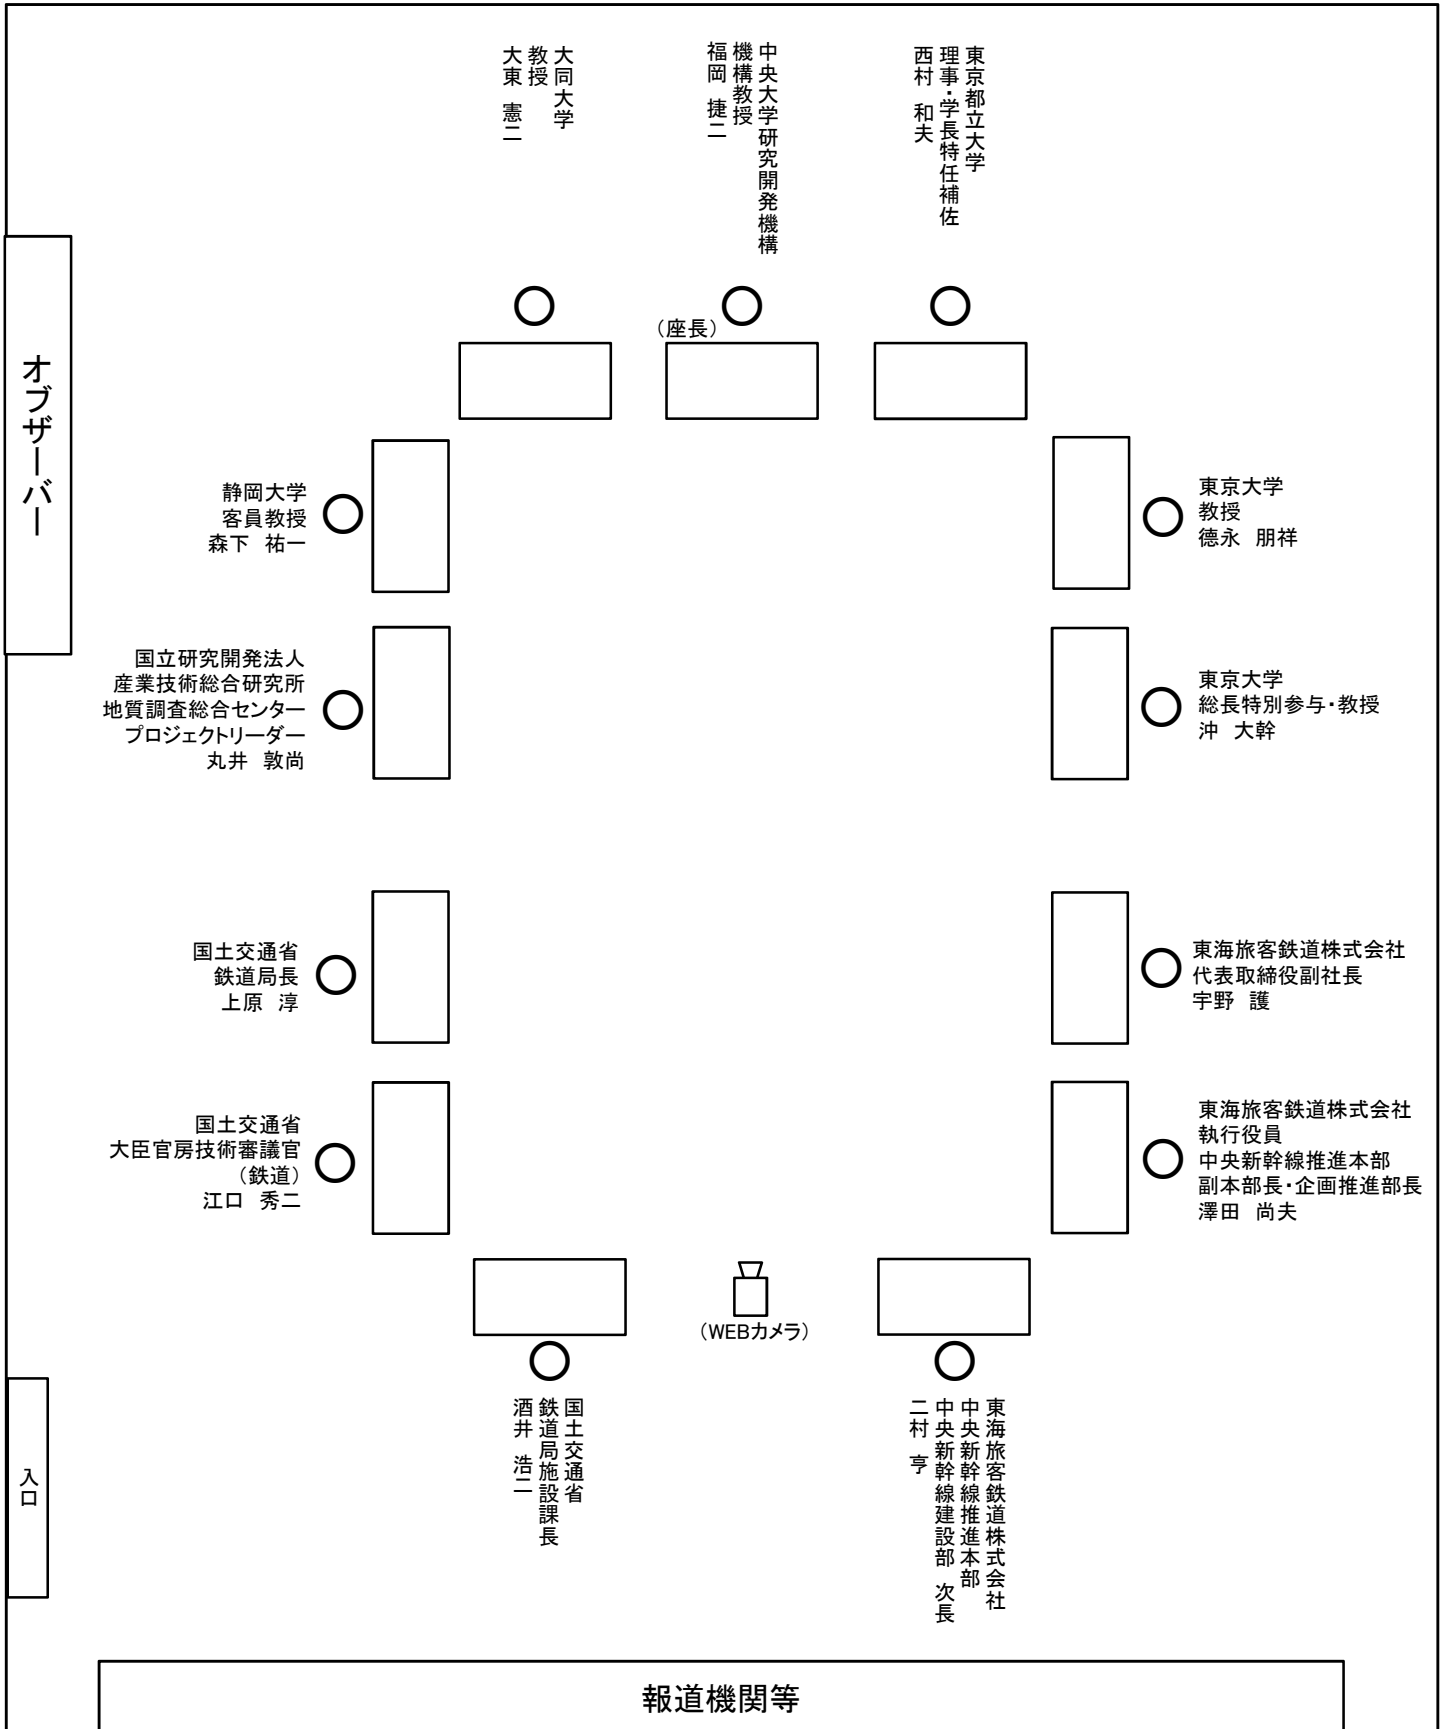 東京都立大学
理事・学長特任補佐
西村　和夫
中央大学研究開発機構
機構教授
福岡　捷二
大同大学
教授
大東　憲二
（座長）
オブザーバー
静岡大学
客員教授
森下　祐一
東京大学
教授
德永　朋祥
国立研究開発法人
産業技術総合研究所
地質調査総合センター
プロジェクトリーダー
丸井　敦尚
東京大学
総長特別参与・教授
沖　大幹
国土交通省
鉄道局長
上原　淳
東海旅客鉄道株式会社
代表取締役副社長
宇野　護
国土交通省
大臣官房技術審議官
（鉄道）
江口　秀二
東海旅客鉄道株式会社
執行役員
中央新幹線推進本部
副本部長・企画推進部長
澤田　尚夫
（WEBカメラ）
東海旅客鉄道株式会社
中央新幹線推進本部
中央新幹線建設部　次長
二村　亨
国土交通省
鉄道局施設課長
酒井　浩二
入口
報道機関等